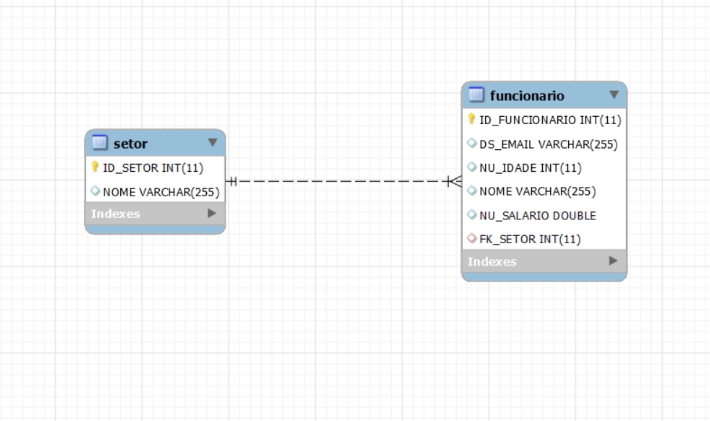 setor
ID_SETOR INT(11)
NOME VARCHAR(255)
Indexes
funcionario
ID_FUNCIONARIO INT(11)
DS_EMAIL VARCHAR(255)
NU_IDADE INT(11)
NOME VARCHAR(255)
NU_SALARIO DOUBLE
FK_SETOR INT(11)
Indexes